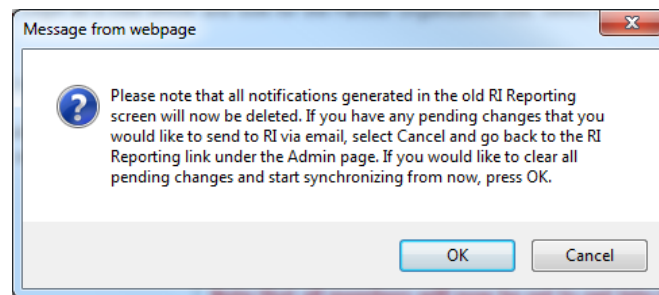 Message from webpage
Please note that all notifications generated in the old RI Reporting
screen will now be deleted. If you have any pending changes that you
would like to send to RI via email, select Cancel and go back to the RI
Reporting link under the Admin page. If you would like to clear all
pending changes and start synchronizing from now, press OK.
OK
Cancel